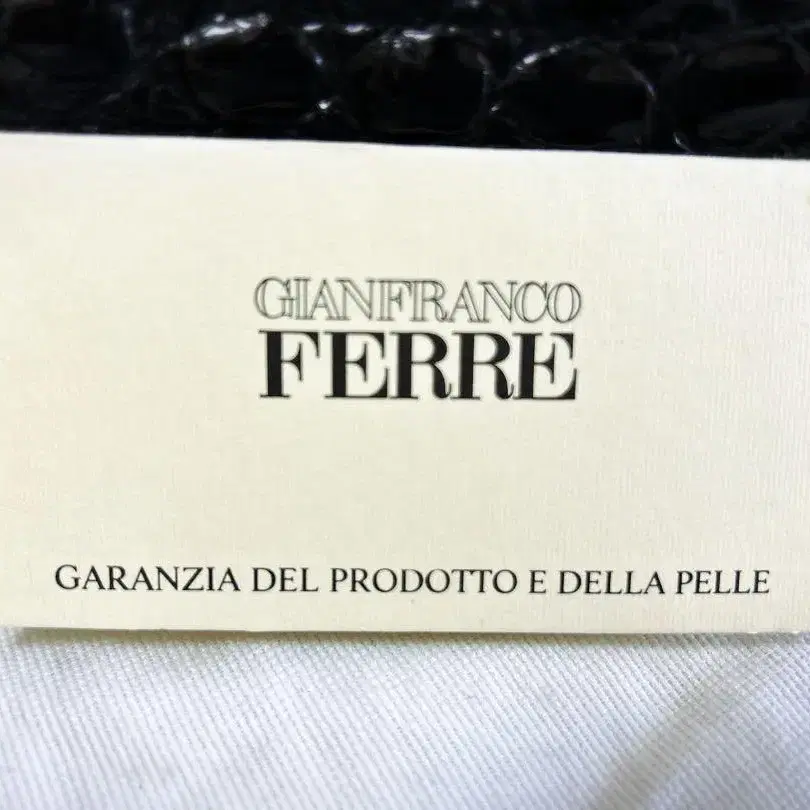 GIANFRANCO
FERRE
GARANZIA DEL PRODOTTO E DELLA PELLE